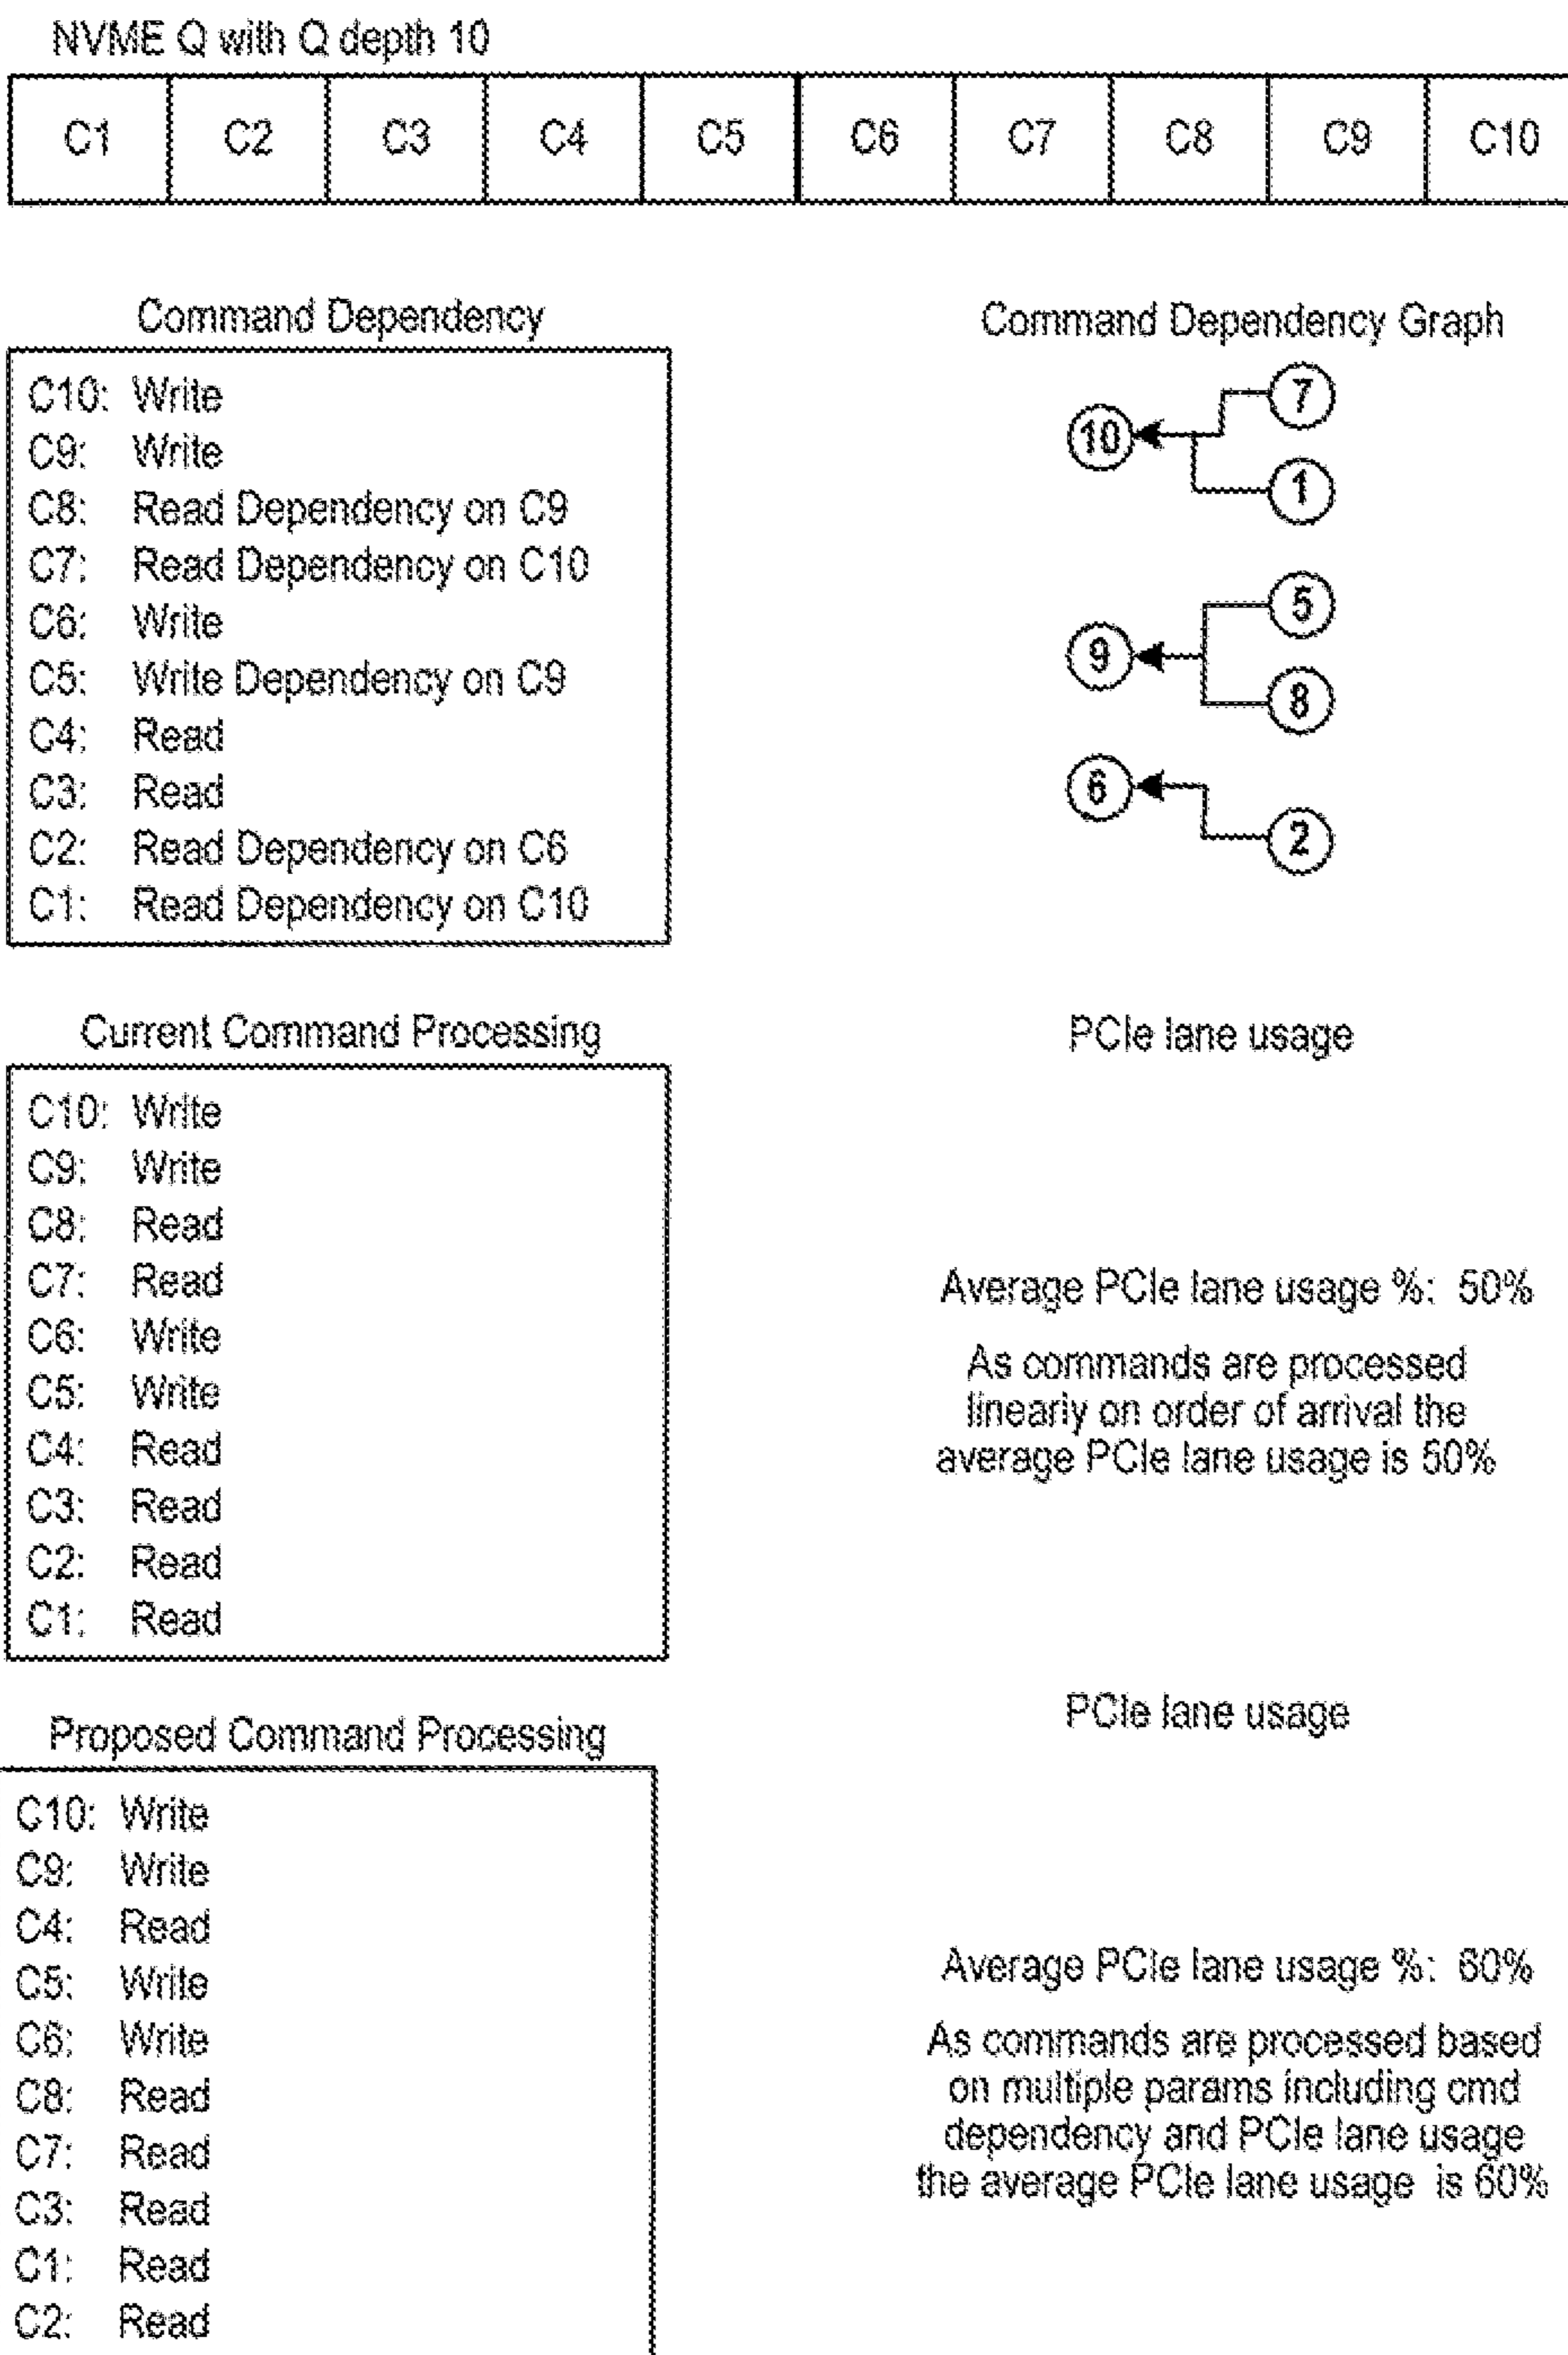 NVME Q with Q depth 10
C1 C2 C3 C4 C5 C6 C7 C8 C9 C10
Command Dependency
C10: Write
C9: Write
C8: Read Dependency on C9
C7: Read Dependency on C10
C6: Write
C5: Write Dependency on C9
C4: Read
C3: Read
C2: Read Dependency on C6
C1: Read Dependency on C10
Command Dependency Graph
7
10
1
5
9
8
6
2
Current Command Processing
C10: Write
C9: Write
C8: Read
C7: Read
C6: Write
C5: Write
C4: Read
C3: Read
C2: Read
C1: Read
PCIe lane usage
Average PCIe lane usage %: 50%
As commands are processed
linearly on order of arrival the
average PCIe lane usage is 50%
Proposed Command Processing
C10: Write
C9: Write
C4: Read
C5: Write
C6: Write
C8: Read
C7: Read
C3: Read
C1: Read
C2: Read
PCIe lane usage
Average PCIe lane usage %: 60%
As commands are processed based
on multiple params including cmd
dependency and PCIe lane usage
the average PCIe lane usage is 60%